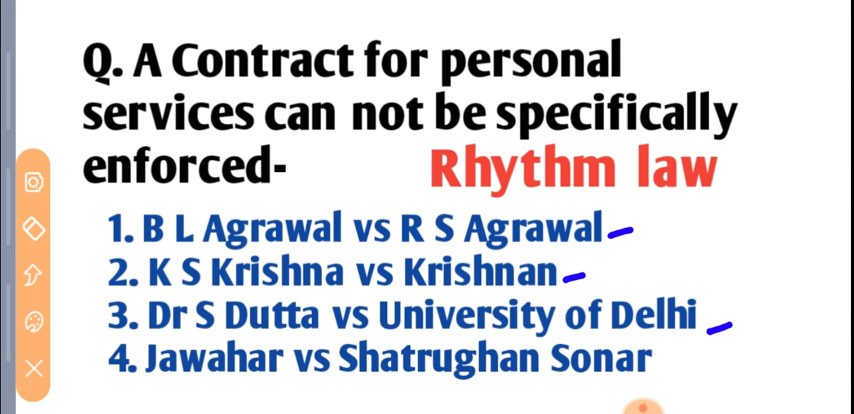 Q. A Contract for personal
services can not be specifically
enforced-
Rhythm law
1. B L Agrawal vs R S Agrawal
2. K S Krishna vs Krishnan
3. Dr S Dutta vs University of Delhi
4. Jawahar vs Shatrughan Sonar